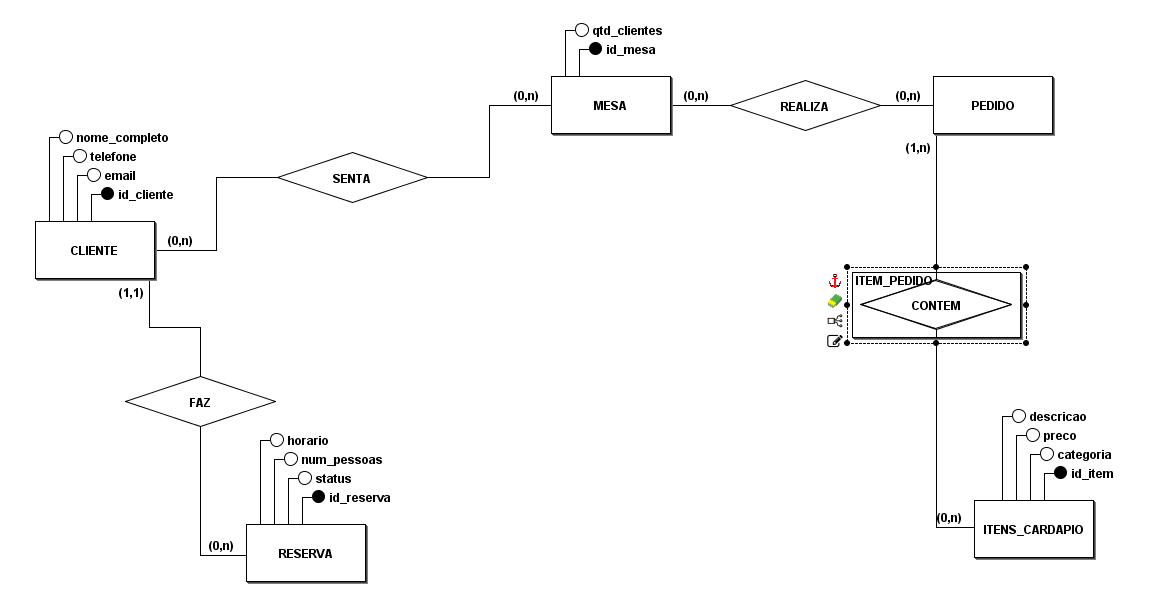 qtd_clientes
id_mesa
(0,n)
MESA
(0,n)
REALIZA
(0,n)
PEDIDO
(1,n)
nome_completo
telefone
email
id_cliente
SENTA
CLIENTE
(0,n)
(1,1)
ITEM_PEDIDO
CONTEM
FAZ
horario
num_pessoas
status
id_reserva
(0,n)
RESERVA
descricao
preco
categoria
id_item
(0,n)
ITENS_CARDAPIO